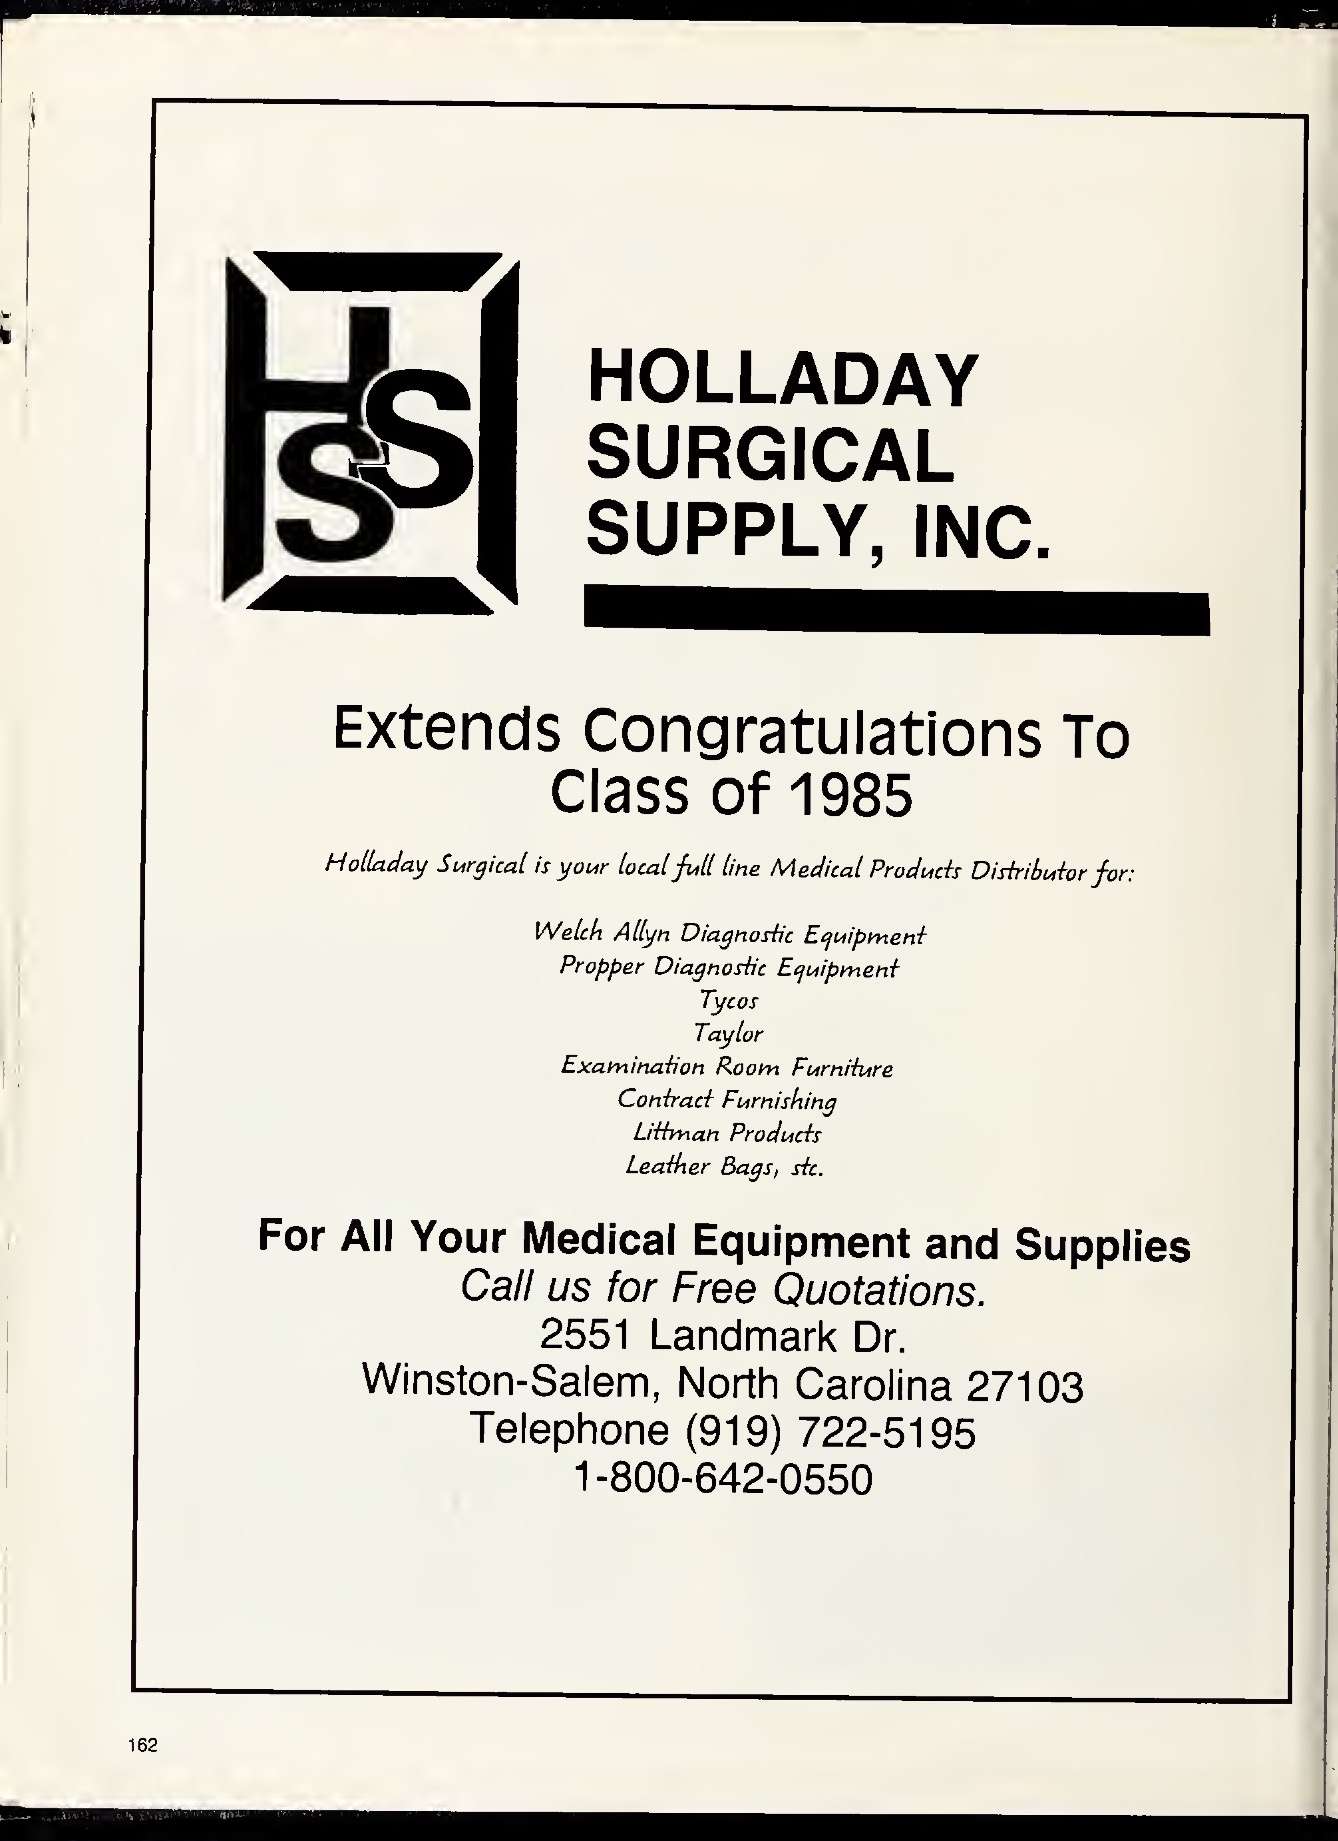 HSS
HOLLADAY
SURGICAL
SUPPLY, INC.
Extends Congratulations To
Class of 1985
Holladay Surgical is your local full line Medical Products Distributor for:
Welch Allyn Diagnostic Equipment
Propper Diagnostic Equipment
Tycos
Taylor
Examination Room Furniture
Contract Furnishing
Littman Products
Leather Bags, stc.
For All Your Medical Equipment and Supplies
Call us for Free Quotations.
2551 Landmark Dr.
Winston-Salem, North Carolina 27103
Telephone (919) 722-5195
1-800-642-0550
162